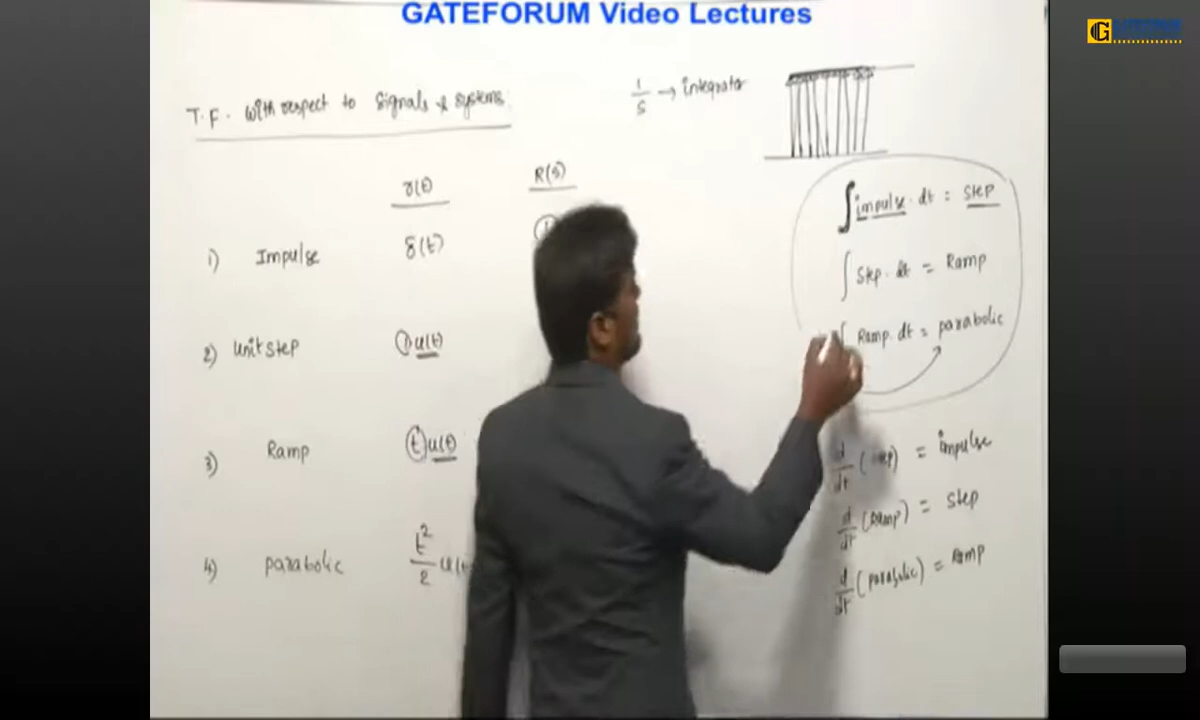 GATEFORUM Video Lectures
G GATEFORUM
T.F. With respect to Signals & Systems
1/s → integrator
r(t) R(s)
1) Impulse δ(t)
2) Unit step 1 u(t)
3) Ramp t u(t)
4) parabolic t²/2 u(t
∫ impulse. dt = Step
∫ Step. dt = Ramp
∫ Ramp. dt = parabolic
d/dt ( ) = impulse
d/dt (Ramp) = step
d/dt (parabolic) = Ramp